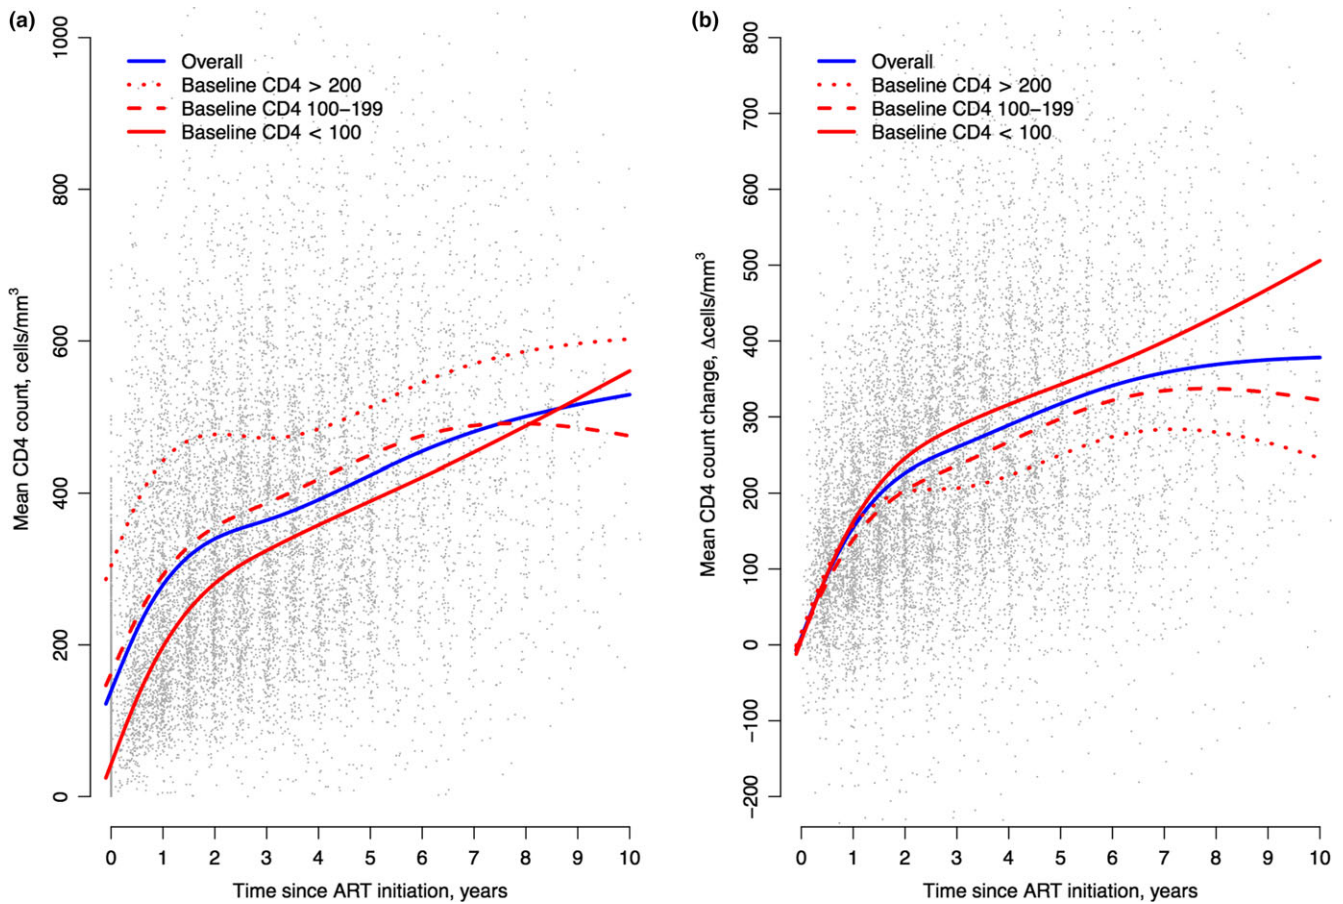 (a)
Overall
Baseline CD4 > 200
Baseline CD4 100–199
Baseline CD4 < 100
1000
800
600
400
200
0
Mean CD4 count, cells/mm³
0 1 2 3 4 5 6 7 8 9 10
Time since ART initiation, years
(b)
Overall
Baseline CD4 > 200
Baseline CD4 100–199
Baseline CD4 < 100
800
700
600
500
400
300
200
100
0
−100
−200
Mean CD4 count change, Δcells/mm³
0 1 2 3 4 5 6 7 8 9 10
Time since ART initiation, years